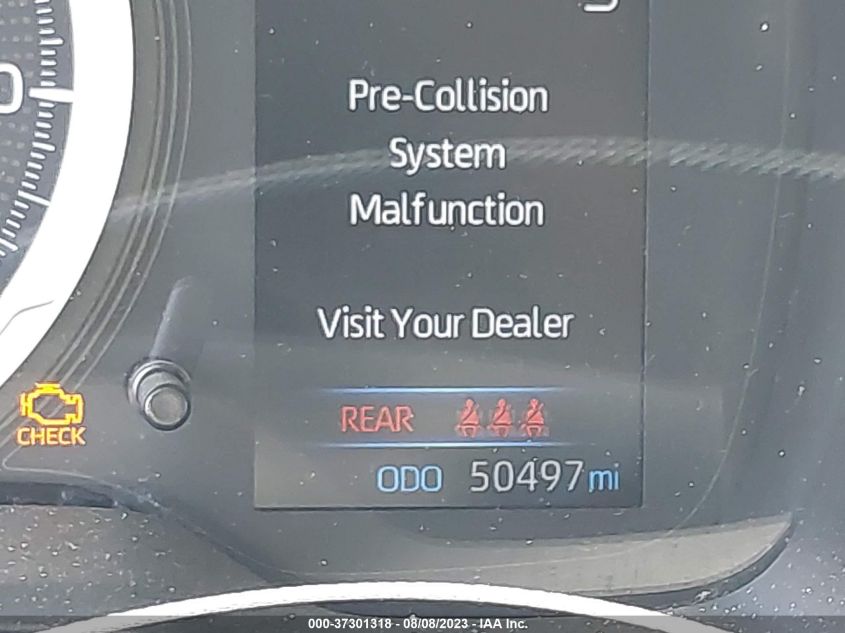 Pre-Collision
System
Malfunction
Visit Your Dealer
CHECK
REAR
ODO 50497 mi
000-37301318 - 08/08/2023 - IAA Inc.